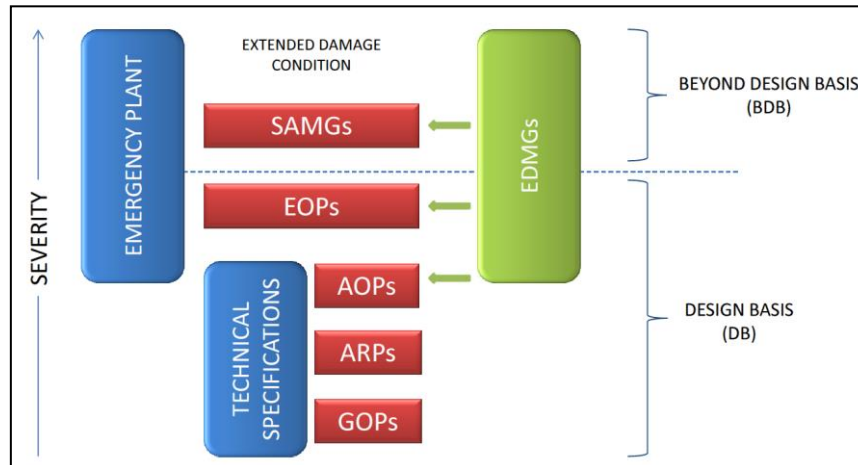 SEVERITY
EMERGENCY PLANT
EXTENDED DAMAGE
CONDITION
SAMGs
EOPs
TECHNICAL
SPECIFICATIONS
AOPs
ARPs
GOPs
EDMGs
BEYOND DESIGN BASIS
(BDB)
DESIGN BASIS
(DB)